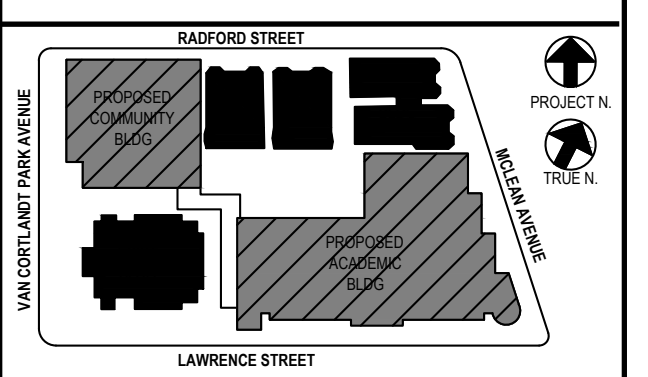 RADFORD STREET
PROJECT N.
TRUE N.
VAN CORTLANDT PARK AVENUE
PROPOSED
COMMUNITY
BLDG
MCLEAN AVENUE
PROPOSED
ACADEMIC
BLDG
LAWRENCE STREET